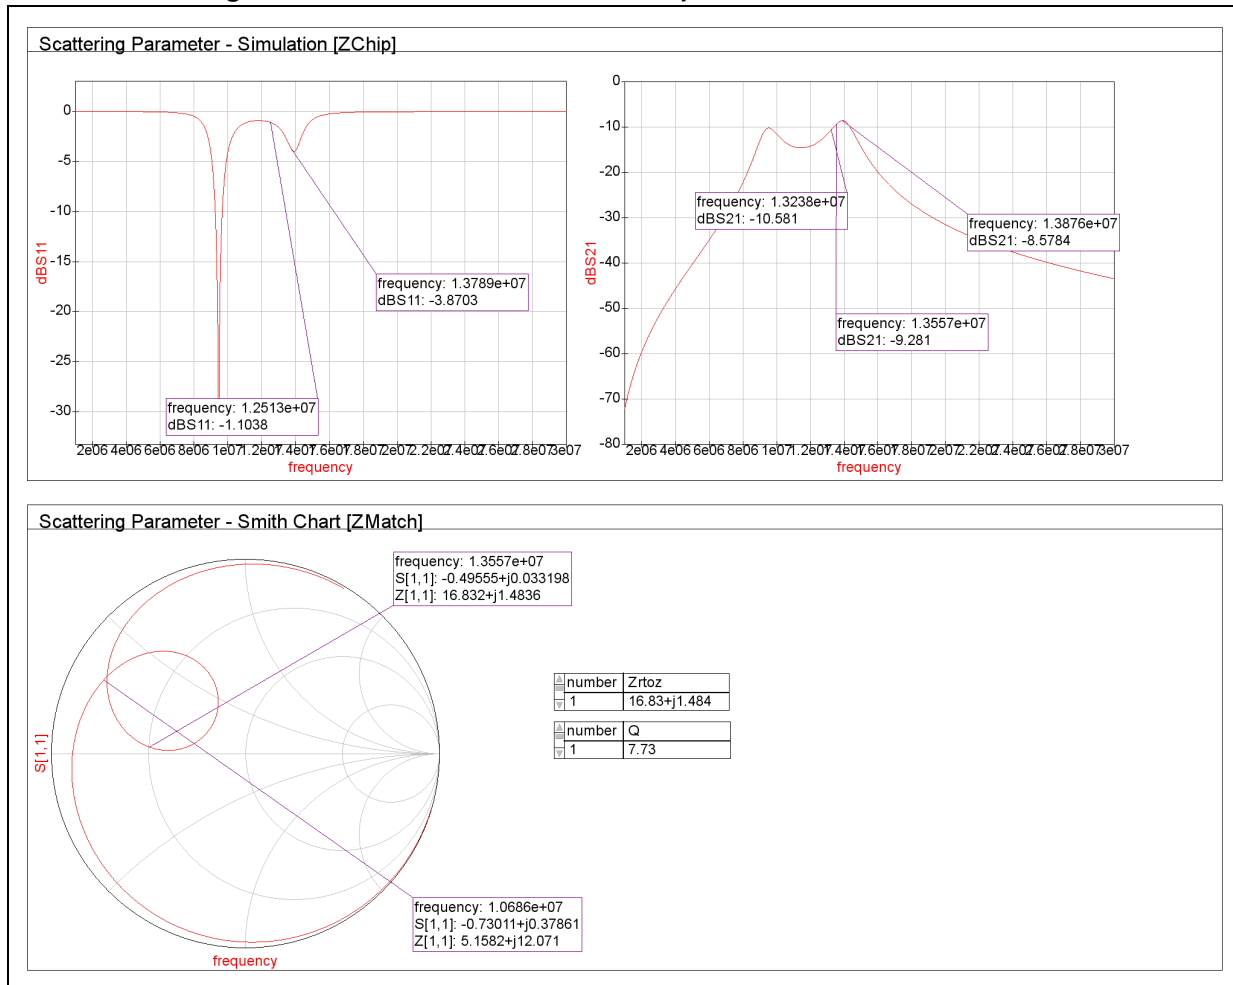 Scattering Parameter - Simulation [ZChip]
0
-5
-10
-15
-20
-25
-30
dBS11
frequency: 1.3789e+07
dBS11: -3.8703
frequency: 1.2513e+07
dBS11: -1.1038
2e06 4e06 6e06 8e06 1e07 1.2e07 1.4e07 1.6e07 1.8e07 2e07 2.2e07 2.4e07 2.6e07 2.8e07 3e07
frequency
0
-10
-20
-30
-40
-50
-60
-70
-80
dBS21
frequency: 1.3238e+07
dBS21: -10.581
frequency: 1.3876e+07
dBS21: -8.5784
frequency: 1.3557e+07
dBS21: -9.281
2e06 4e06 6e06 8e06 1e07 1.2e07 1.4e07 1.6e07 1.8e07 2e07 2.2e07 2.4e07 2.6e07 2.8e07 3e07
frequency
Scattering Parameter - Smith Chart [ZMatch]
frequency: 1.3557e+07
S[1,1]: -0.49555+j0.033198
Z[1,1]: 16.832+j1.4836
number Zrtoz
1 16.83+j1.484
number Q
1 7.73
S[1,1]
frequency: 1.0686e+07
S[1,1]: -0.73011+j0.37861
Z[1,1]: 5.1582+j12.071
frequency